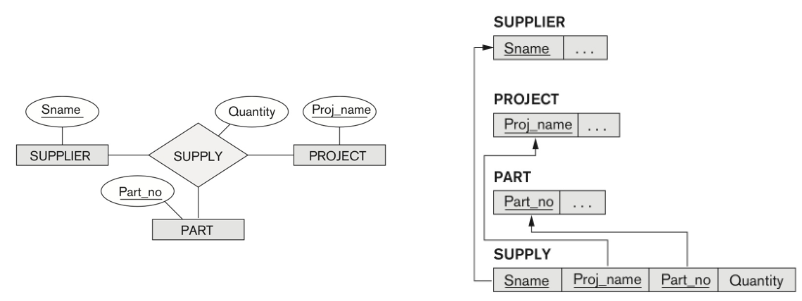 Sname
Quantity
Proj_name
SUPPLIER
SUPPLY
PROJECT
Part_no
PART
SUPPLIER
Sname ...
PROJECT
Proj_name ...
PART
Part_no ...
SUPPLY
Sname Proj_name Part_no Quantity